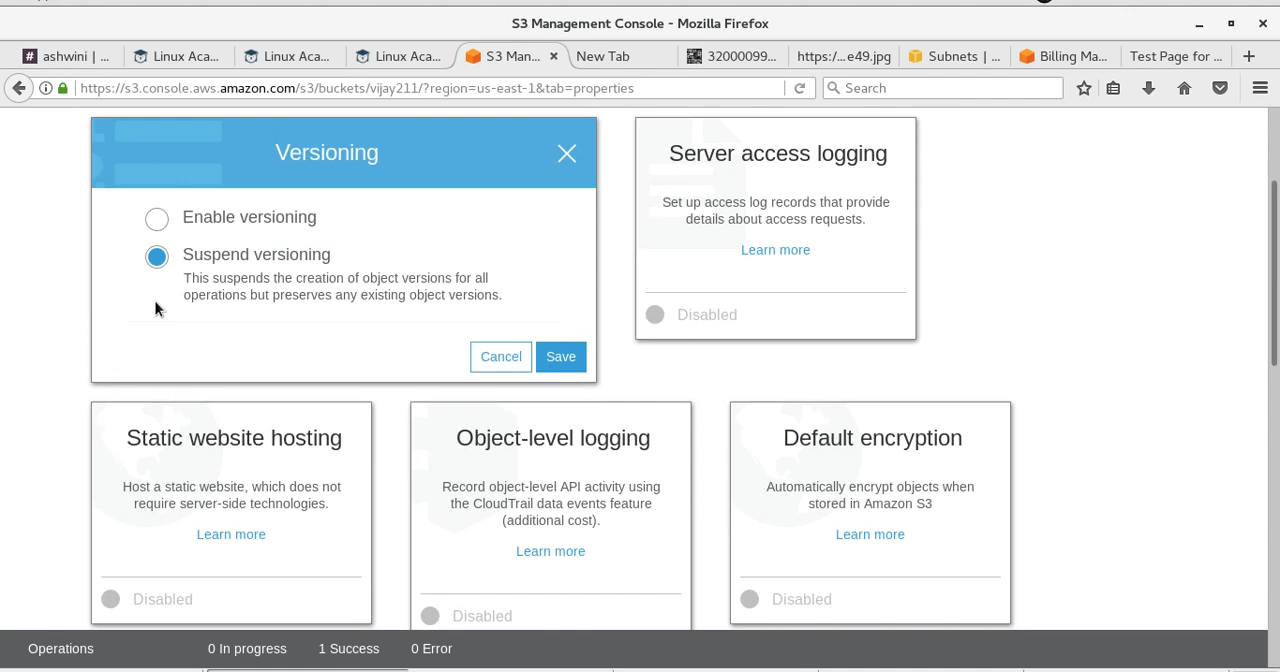 S3 Management Console - Mozilla Firefox
ashwini | ...
Linux Aca...
Linux Aca...
Linux Aca...
S3 Man...
New Tab
32000099...
https:/...e49.jpg
Subnets | ...
Billing Ma...
Test Page for ...
https://s3.console.aws.amazon.com/s3/buckets/vijay211/?region=us-east-1&tab=properties
Search
Versioning
Enable versioning
Suspend versioning
This suspends the creation of object versions for all
operations but preserves any existing object versions.
Cancel
Save
Server access logging
Set up access log records that provide
details about access requests.
Learn more
Disabled
Static website hosting
Host a static website, which does not
require server-side technologies.
Learn more
Disabled
Object-level logging
Record object-level API activity using
the CloudTrail data events feature
(additional cost).
Learn more
Disabled
Default encryption
Automatically encrypt objects when
stored in Amazon S3
Learn more
Disabled
Operations
0 In progress
1 Success
0 Error